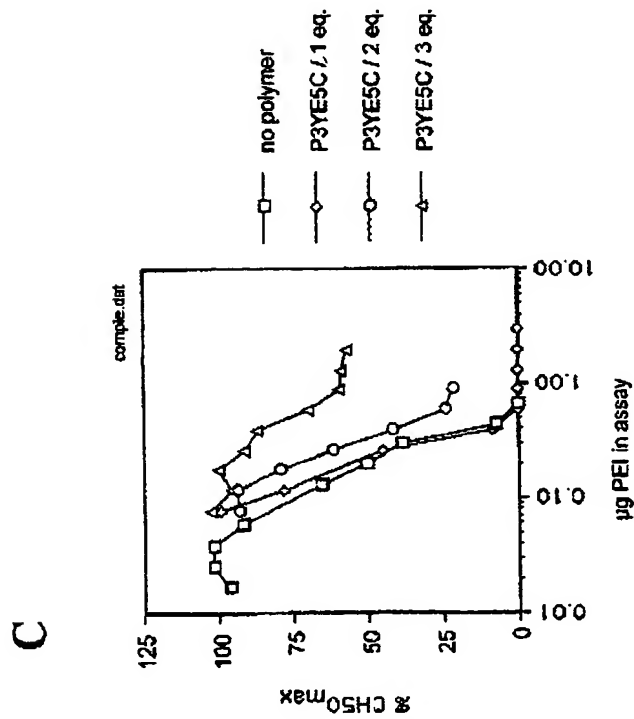 C
comple.dat
% CH50max
125
100
75
50
25
0
0.01
0.10
1.00
10.00
µg PEI in assay
no polymer
P3YE5C / 1 eq.
P3YE5C / 2 eq.
P3YE5C / 3 eq.